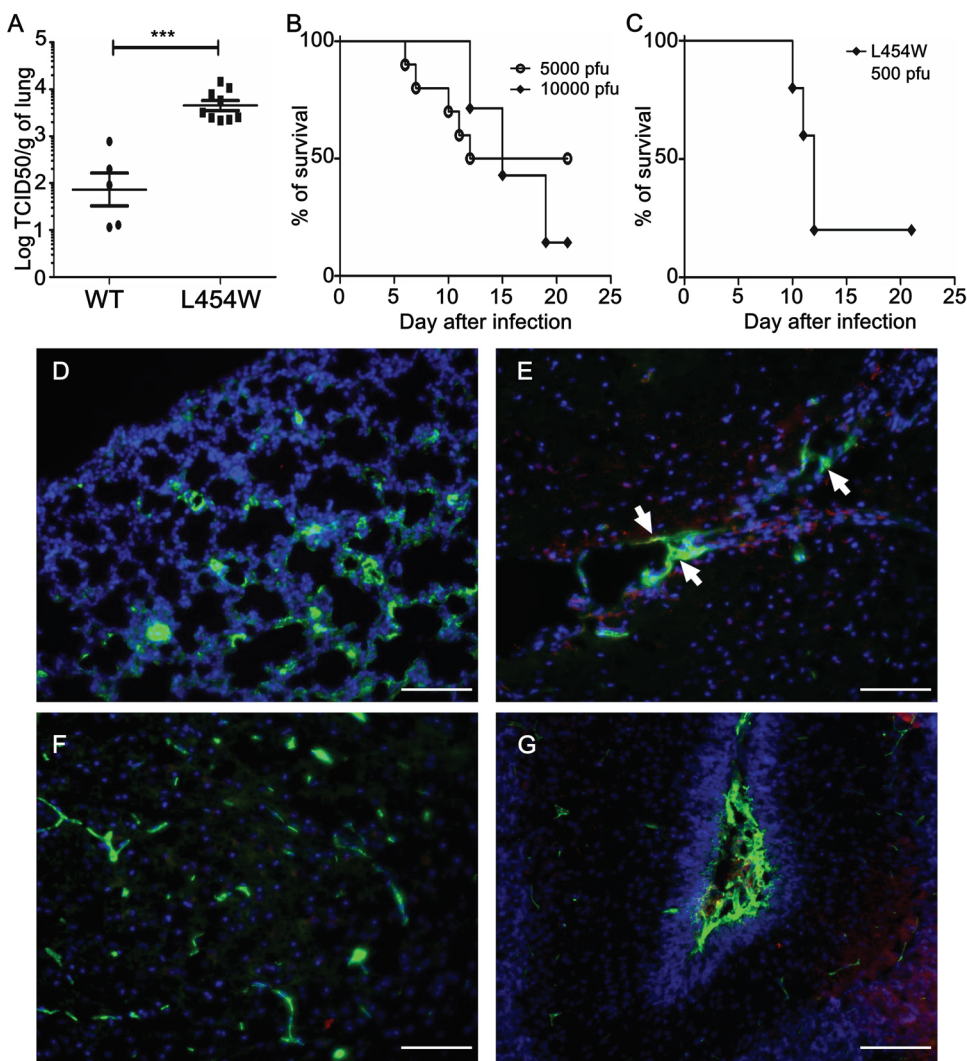 A
***
Log TCID50/g of lung
5
4
3
2
1
0
WT
L454W
B
5000 pfu
10000 pfu
% of survival
100
50
0
0 5 10 15 20 25
Day after infection
C
L454W
500 pfu
% of survival
100
50
0
0 5 10 15 20 25
Day after infection
D
E
F
G